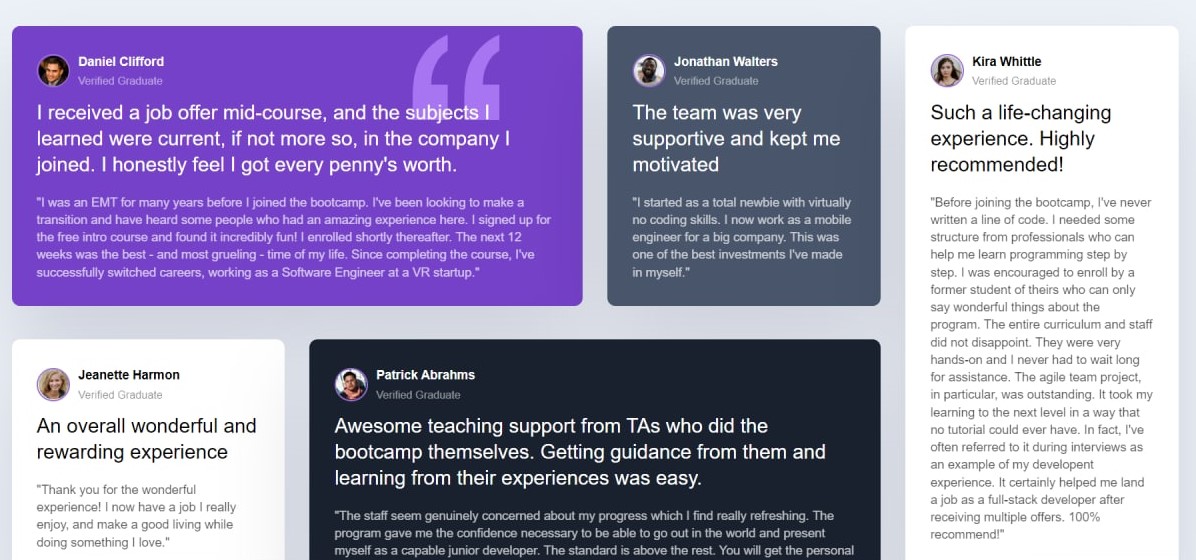 Daniel Clifford
Verified Graduate
I received a job offer mid-course, and the subjects I
learned were current, if not more so, in the company I
joined. I honestly feel I got every penny's worth.
"I was an EMT for many years before I joined the bootcamp. I've been looking to make a
transition and have heard some people who had an amazing experience here. I signed up for
the free intro course and found it incredibly fun! I enrolled shortly thereafter. The next 12
weeks was the best - and most grueling - time of my life. Since completing the course, I've
successfully switched careers, working as a Software Engineer at a VR startup."
Jonathan Walters
Verified Graduate
The team was very
supportive and kept me
motivated
"I started as a total newbie with virtually
no coding skills. I now work as a mobile
engineer for a big company. This was
one of the best investments I've made
in myself."
Kira Whittle
Verified Graduate
Such a life-changing
experience. Highly
recommended!
"Before joining the bootcamp, I've never
written a line of code. I needed some
structure from professionals who can
help me learn programming step by
step. I was encouraged to enroll by a
former student of theirs who can only
say wonderful things about the
program. The entire curriculum and staff
did not disappoint. They were very
hands-on and I never had to wait long
for assistance. The agile team project,
in particular, was outstanding. It took my
learning to the next level in a way that
no tutorial could ever have. In fact, I've
often referred to it during interviews as
an example of my developent
experience. It certainly helped me land
a job as a full-stack developer after
receiving multiple offers. 100%
recommend!"
Jeanette Harmon
Verified Graduate
An overall wonderful and
rewarding experience
"Thank you for the wonderful
experience! I now have a job I really
enjoy, and make a good living while
doing something I love."
Patrick Abrahms
Verified Graduate
Awesome teaching support from TAs who did the
bootcamp themselves. Getting guidance from them and
learning from their experiences was easy.
"The staff seem genuinely concerned about my progress which I find really refreshing. The
program gave me the confidence necessary to be able to go out in the world and present
myself as a capable junior developer. The standard is above the rest. You will get the personal